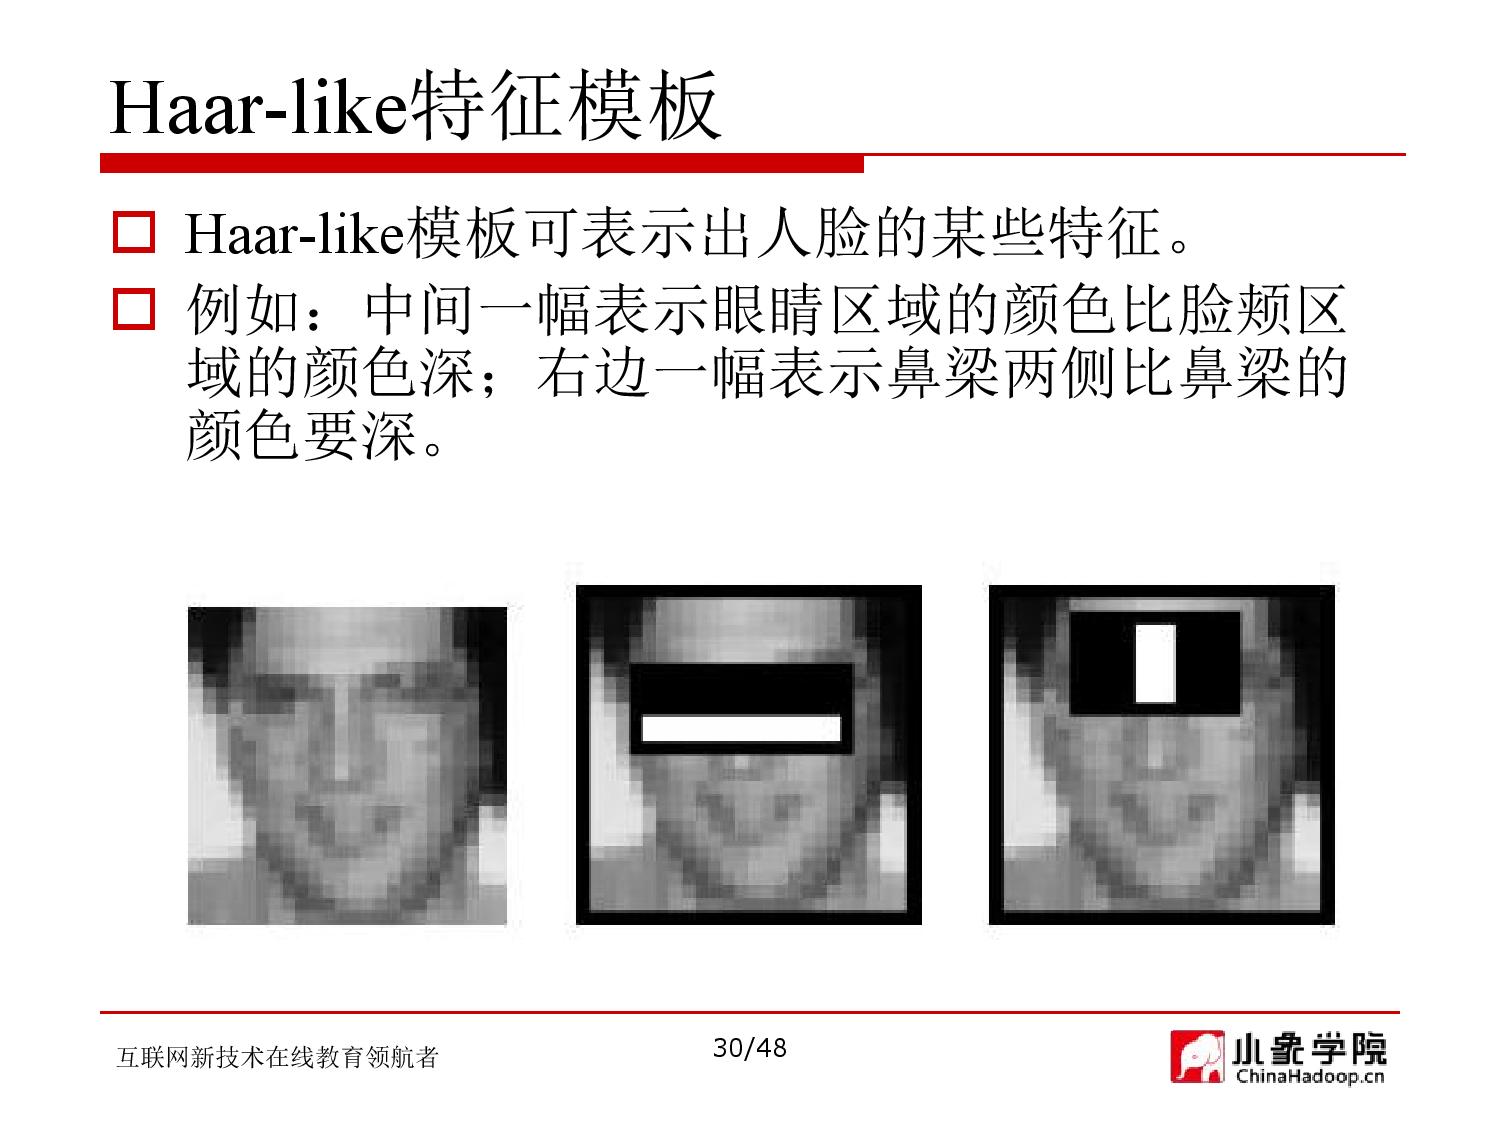 Haar-like特征模板
Haar-like模板可表示出人脸的某些特征。
例如：中间一幅表示眼睛区域的颜色比脸颊区
域的颜色深；右边一幅表示鼻梁两侧比鼻梁的
颜色要深。
互联网新技术在线教育领航者
30/48
小象学院
ChinaHadoop.cn